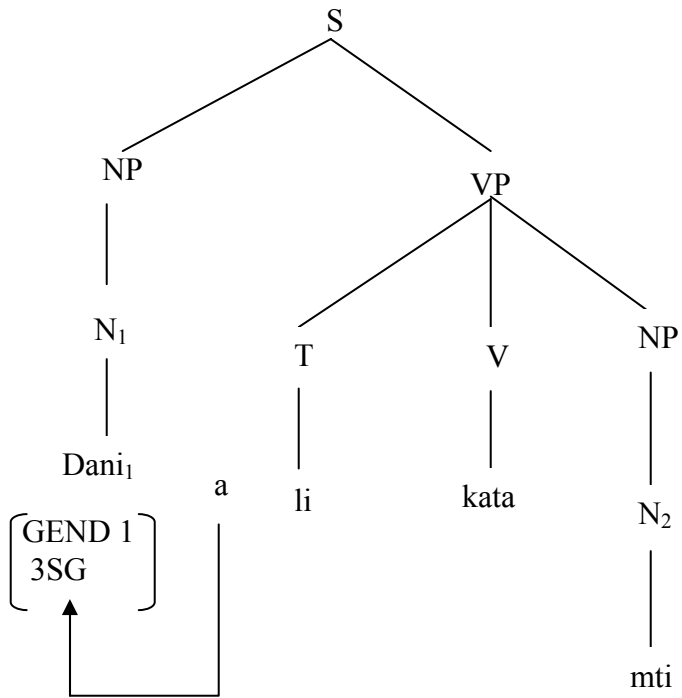 S
NP VP
N₁ T V NP
Dani₁ a li kata N₂
GEND 1
3SG
mti